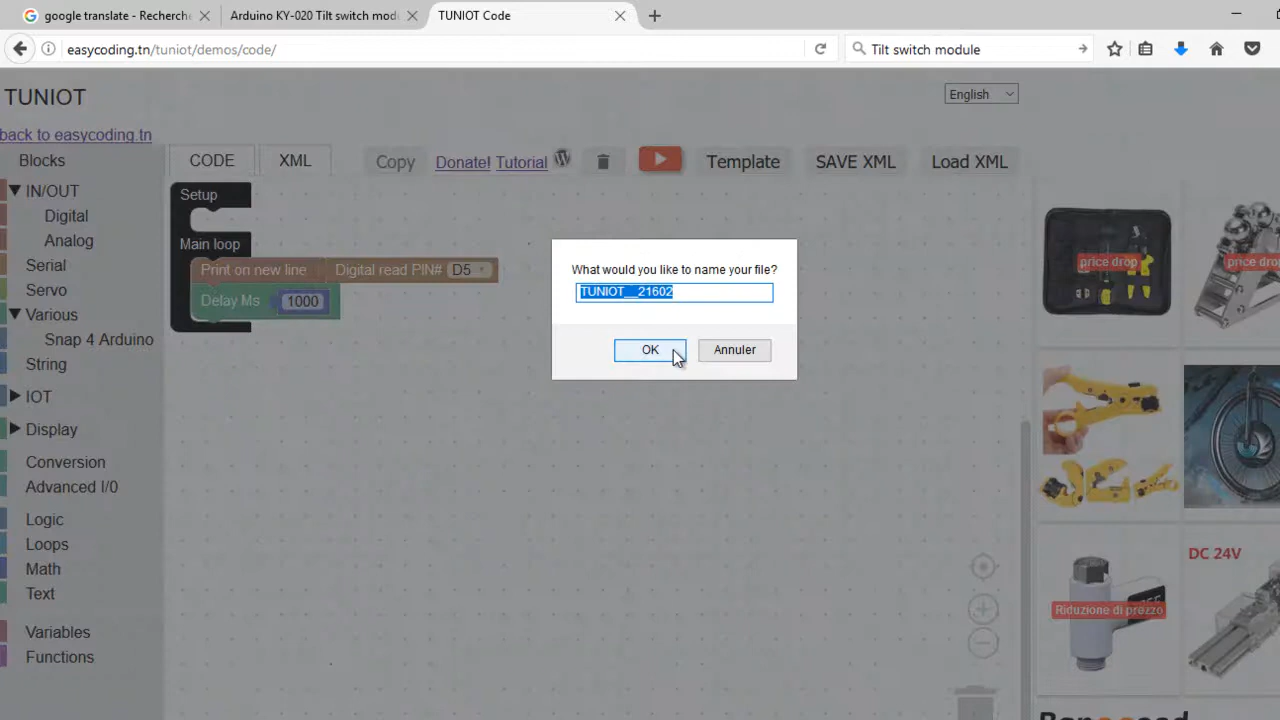 google translate - Recherche
Arduino KY-020 Tilt switch mod
TUNIOT Code
easycoding.tn/tuniot/demos/code/
Tilt switch module
TUNIOT
English
back to easycoding.tn
Blocks
CODE
XML
Copy
Donate!
Tutorial
Template
SAVE XML
Load XML
IN/OUT
Digital
Analog
Serial
Servo
Various
Snap 4 Arduino
String
IOT
Display
Conversion
Advanced I/0
Logic
Loops
Math
Text
Variables
Functions
Setup
Main loop
Print on new line
Digital read PIN#
D5
Delay Ms
1000
What would you like to name your file?
TUNIOT__21602
OK
Annuler
price drop
price drop
DC 24V
Riduzione di prezzo